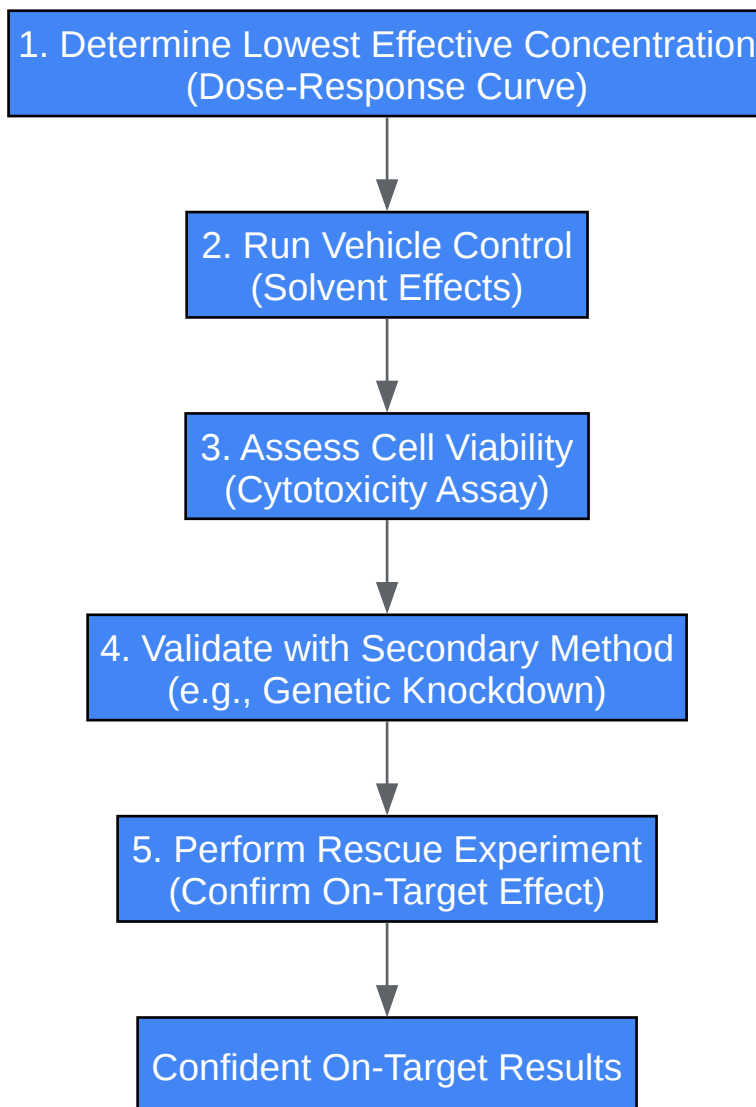 1. Determine Lowest Effective Concentration
(Dose-Response Curve)
2. Run Vehicle Control
(Solvent Effects)
3. Assess Cell Viability
(Cytotoxicity Assay)
4. Validate with Secondary Method
(e.g., Genetic Knockdown)
5. Perform Rescue Experiment
(Confirm On-Target Effect)
Confident On-Target Results